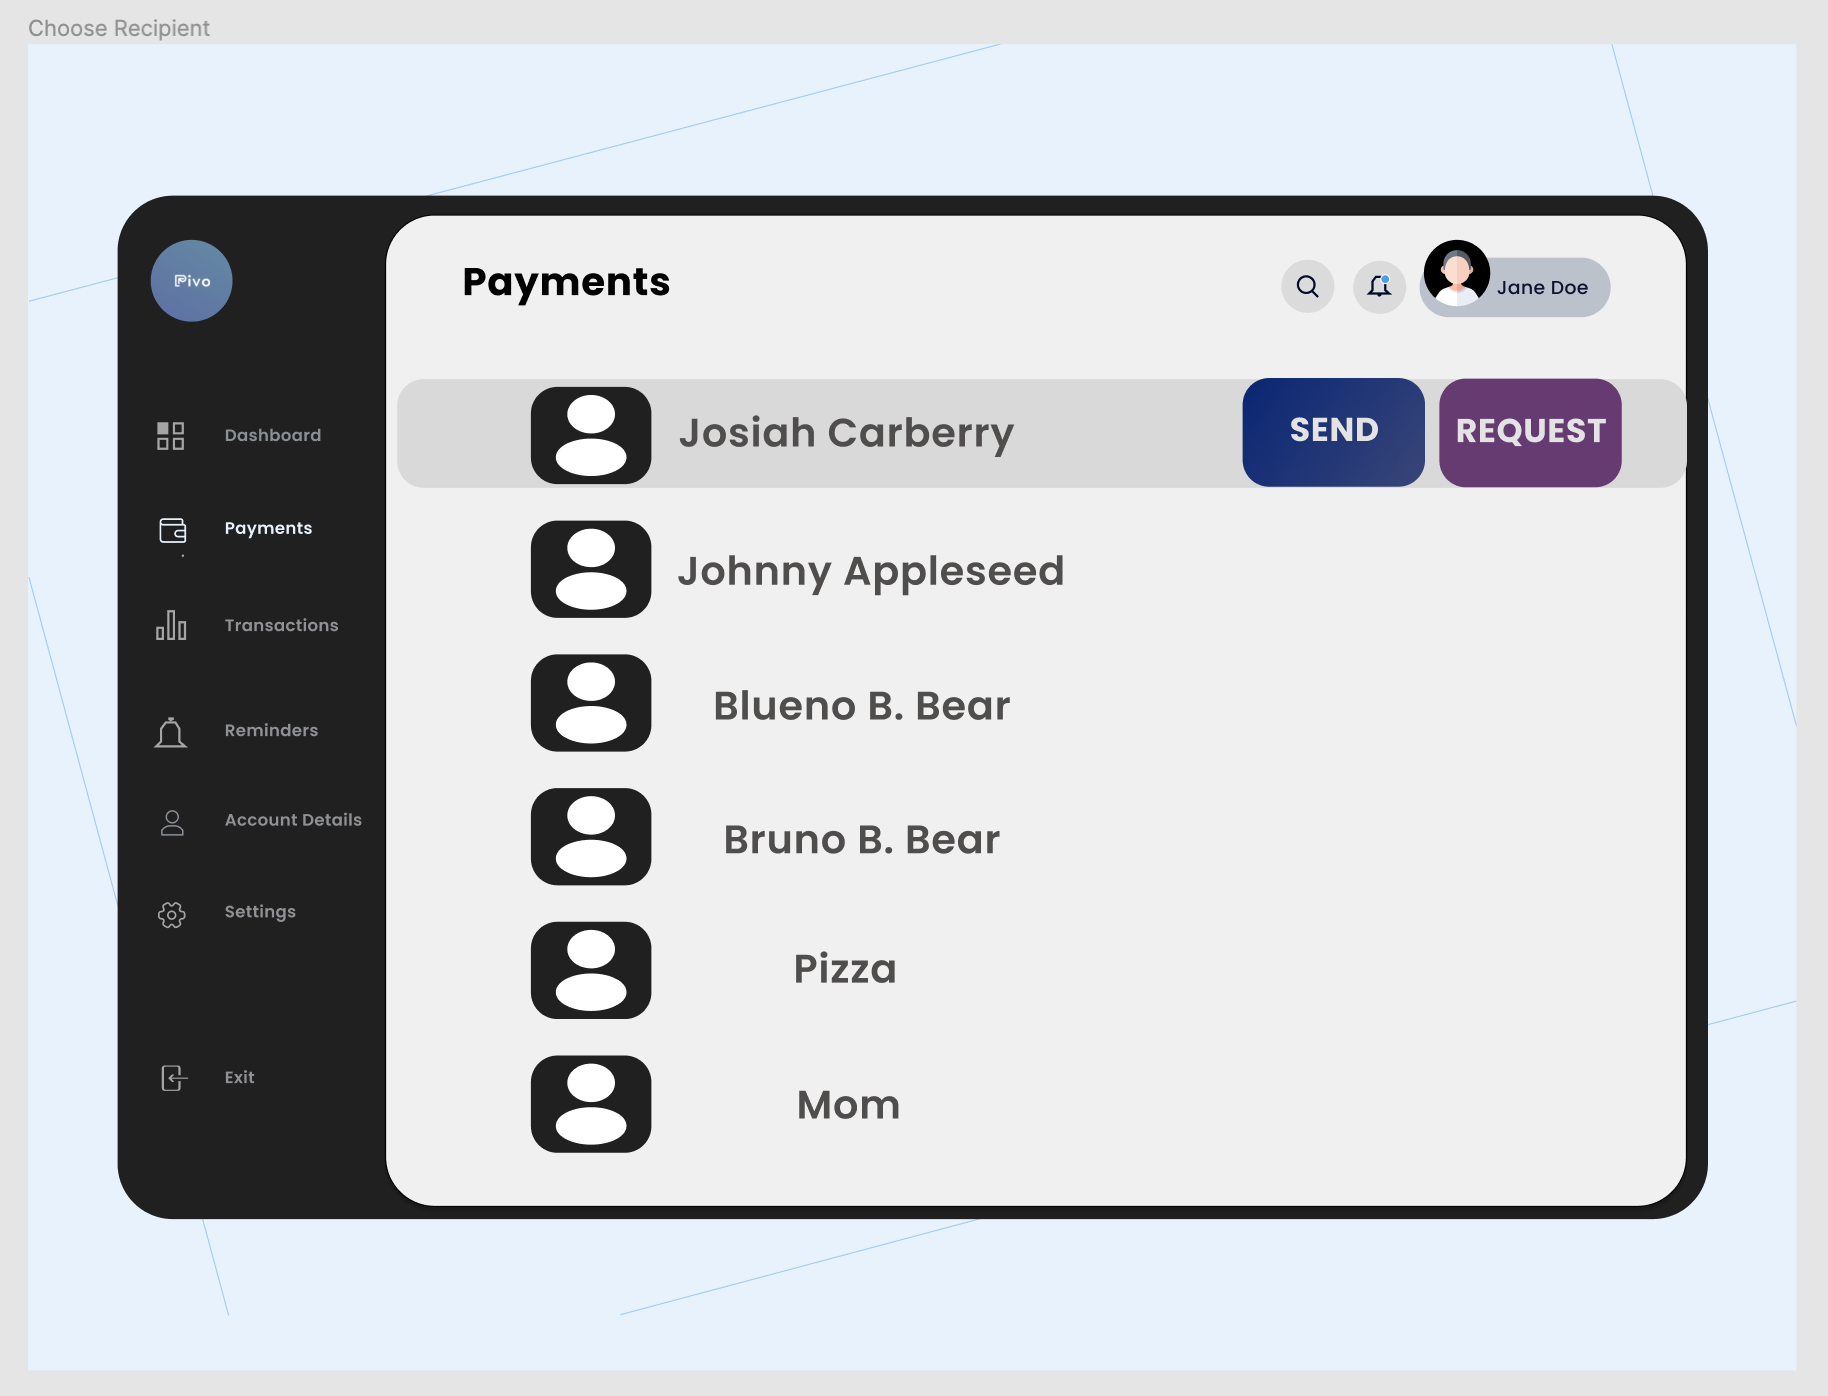 Choose Recipient
Pivo
Payments
Jane Doe
Dashboard
Payments
Transactions
Reminders
Account Details
Settings
Exit
Josiah Carberry
SEND
REQUEST
Johnny Appleseed
Blueno B. Bear
Bruno B. Bear
Pizza
Mom